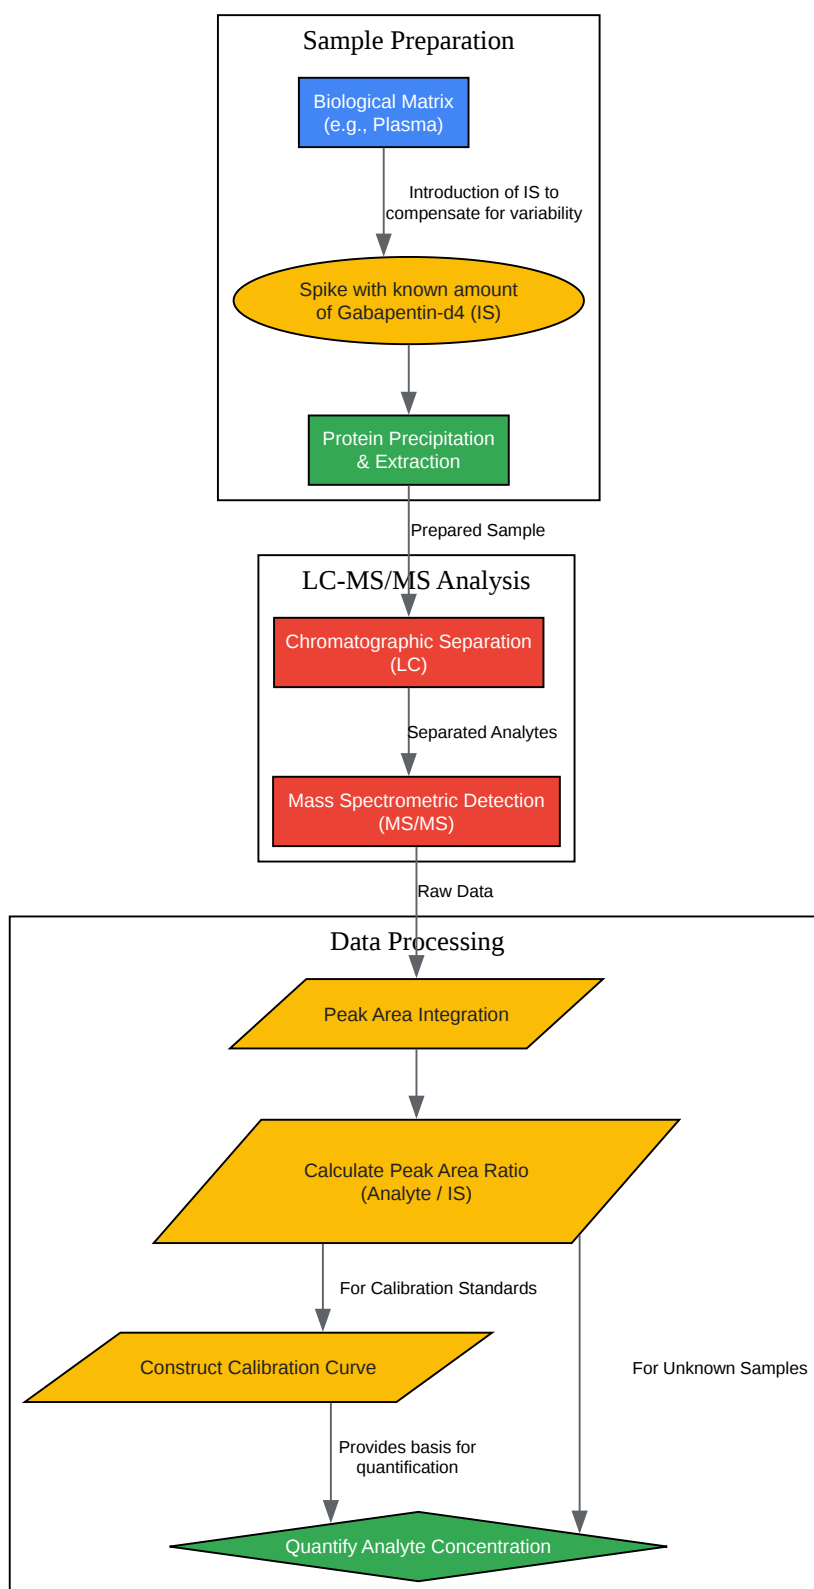 Sample Preparation
Biological Matrix
(e.g., Plasma)
Introduction of IS to
compensate for variability
Spike with known amount
of Gabapentin-d4 (IS)
Protein Precipitation
& Extraction
Prepared Sample
LC-MS/MS Analysis
Chromatographic Separation
(LC)
Separated Analytes
Mass Spectrometric Detection
(MS/MS)
Raw Data
Data Processing
Peak Area Integration
Calculate Peak Area Ratio
(Analyte / IS)
For Calibration Standards
Construct Calibration Curve
For Unknown Samples
Provides basis for
quantification
Quantify Analyte Concentration